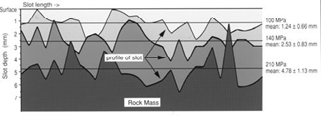 Slot length ->
Surface
1
2
3
4
5
6
7
Slot depth (mm)
100 MPa
mean: 1.24 ± 0.66 mm
140 MPa
mean: 2.53 ± 0.83 mm
profile of slot
210 MPa
mean: 4.78 ± 1.13 mm
Rock Mass